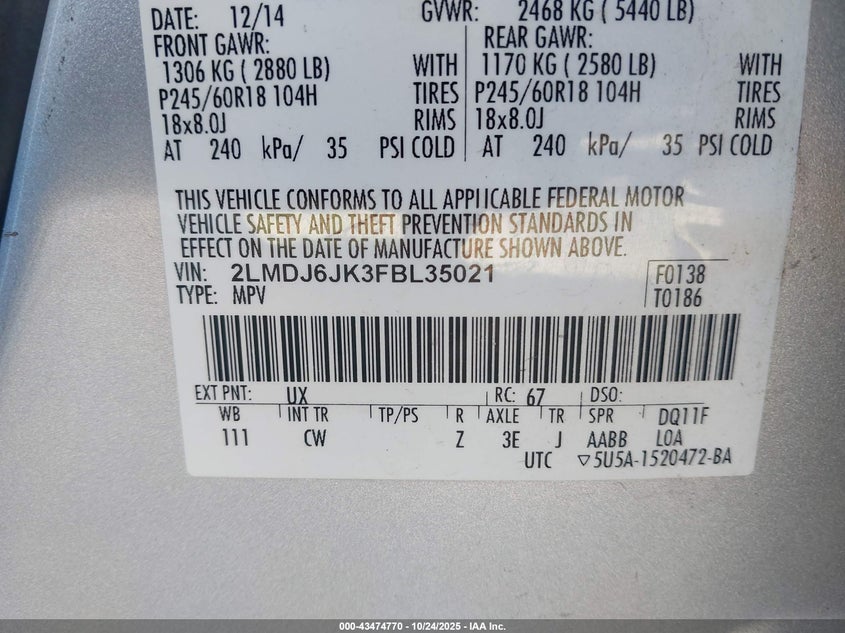 DATE: 12/14 GVWR: 2468 KG ( 5440 LB)
FRONT GAWR: REAR GAWR:
1306 KG ( 2880 LB) WITH 1170 KG ( 2580 LB) WITH
P245/60R18 104H TIRES P245/60R18 104H TIRES
18x8.0J RIMS 18x8.0J RIMS
AT 240 kPa/ 35 PSI COLD AT 240 kPa/ 35 PSI COLD
THIS VEHICLE CONFORMS TO ALL APPLICABLE FEDERAL MOTOR
VEHICLE SAFETY AND THEFT PREVENTION STANDARDS IN
EFFECT ON THE DATE OF MANUFACTURE SHOWN ABOVE.
VIN: 2LMDJ6JK3FBL35021 F0138
TYPE: MPV T0186
EXT PNT: UX RC: 67 DSO:
WB INT TR TP/PS R AXLE TR SPR DQ11F
111 CW Z 3E J AABB LOA
UTC ▽5U5A-1520472-BA
000-43474770 - 10/24/2025 - IAA Inc.